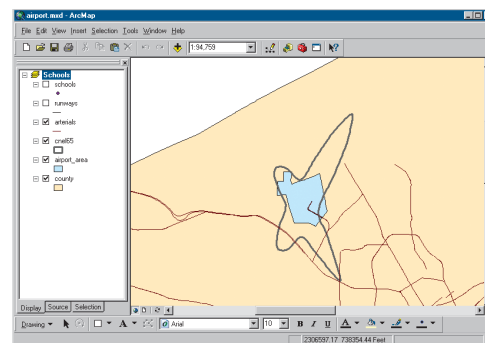 airport.mxd - ArcMap
File Edit View Insert Selection Tools Window Help
1:94,759
Schools
schools
runways
arterials
cnel65
airport_area
county
Display Source Selection
Drawing A Arial 10 B I U A
2306597.17 738354.44 Feet